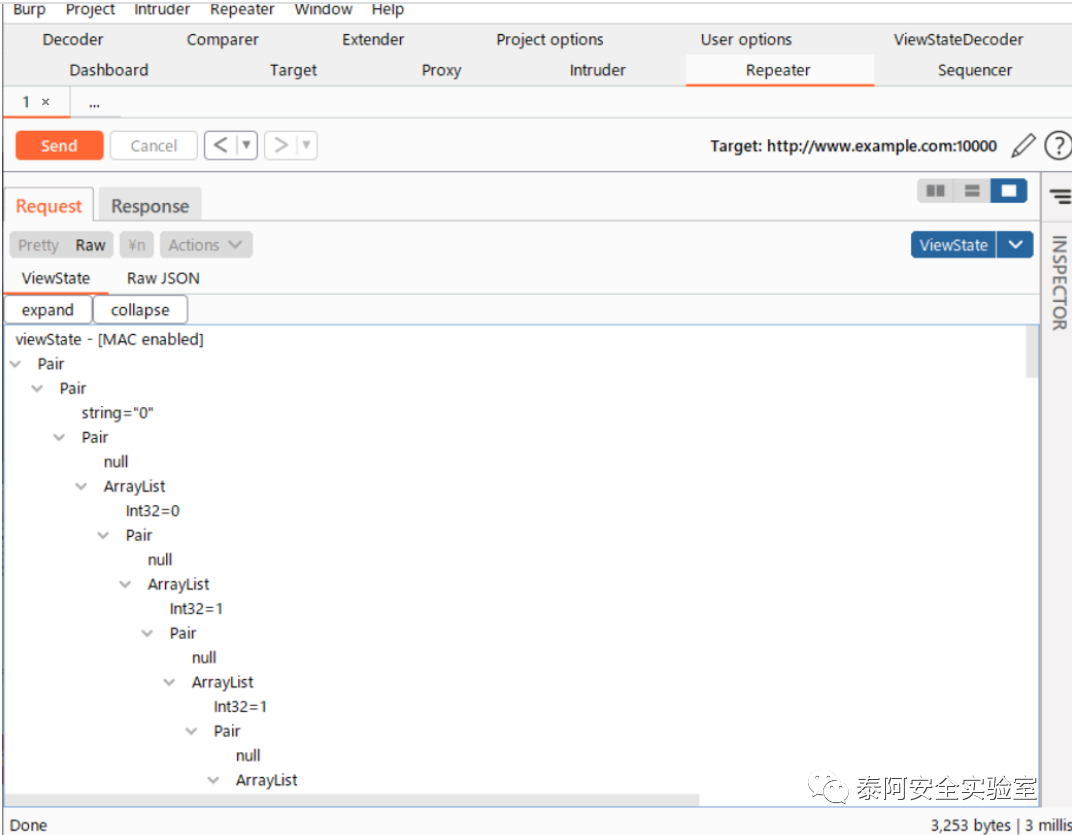 Burp Project Intruder Repeater Window Help
Decoder Comparer Extender Project options User options ViewStateDecoder
Dashboard Target Proxy Intruder Repeater Sequencer
1 × ...
Send Cancel < ▼ > ▼ Target: http://www.example.com:10000 ?
Request Response
Pretty Raw ¥n Actions ViewState
INSPECTOR
ViewState Raw JSON
expand collapse
viewState - [MAC enabled]
Pair
Pair
string="0"
Pair
null
ArrayList
Int32=0
Pair
null
ArrayList
Int32=1
Pair
null
ArrayList
Int32=1
Pair
null
ArrayList
泰阿安全实验室
Done 3,253 bytes | 3 millis